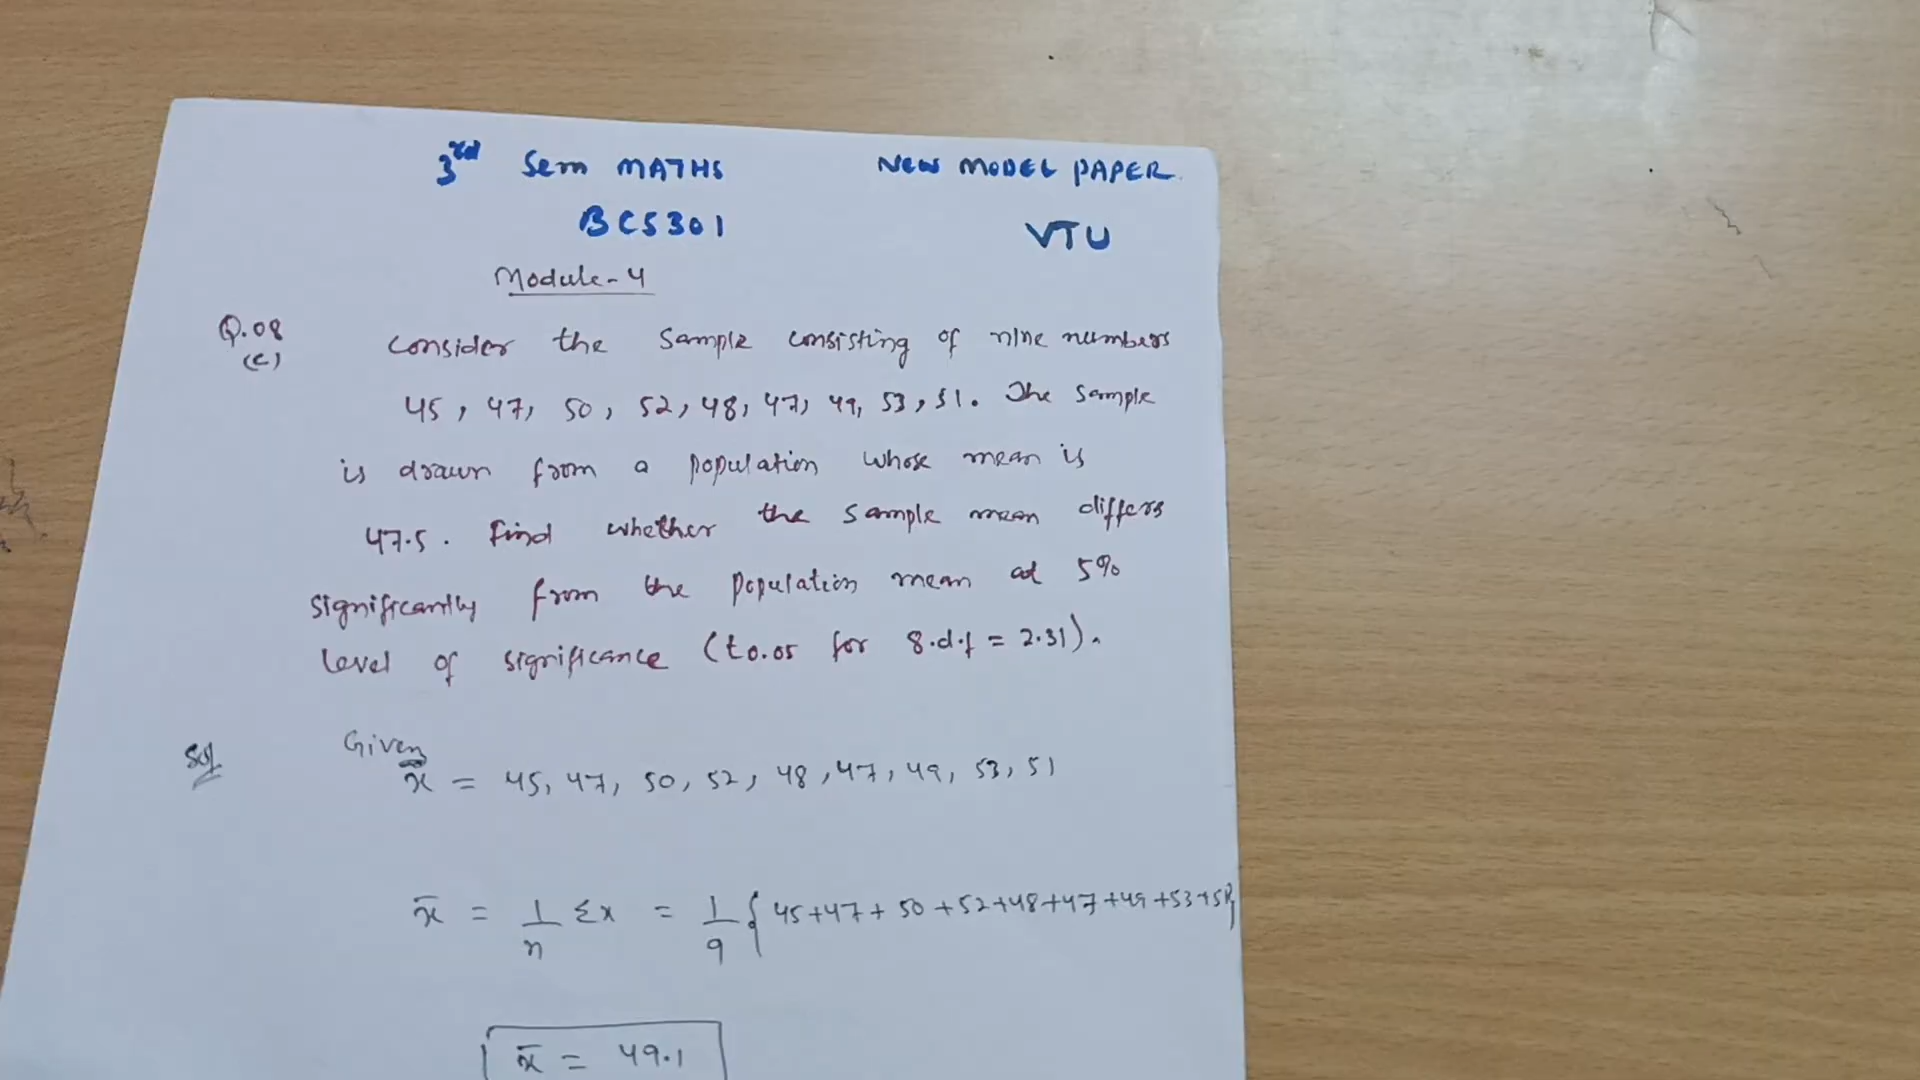 3rd Sem MATHS NEW MODEL PAPER.
BCS301 VTU
Module-4
Q.08 Consider the Sample consisting of nine numbers
(c)
45, 47, 50, 52, 48, 47, 49, 53, 51. The Sample
is drawn from a population whose mean is
47.5. Find whether the sample mean differs
significantly from the population mean at 5%
level of significance (t0.05 for 8.d.f = 2.31).
Sol Given
x = 45, 47, 50, 52, 48, 47, 49, 53, 51
x̄ = 1/n Σx = 1/9 {45+47+50+52+48+47+49+53+51}
x̄ = 49.1